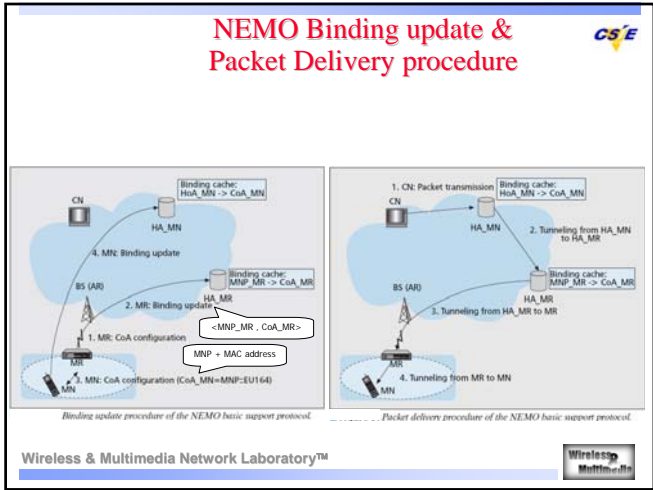 NEMO Binding update &
Packet Delivery procedure
CS´E
Binding cache:
HoA_MN -> CoA_MN
CN
HA_MN
4. MN: Binding update
Binding cache:
MNP_MR -> CoA_MR
BS (AR)
HA_MR
2. MR: Binding update
<MNP_MR , CoA_MR>
1. MR: CoA configuration
MNP + MAC address
MR
3. MN: CoA configuration (CoA_MN=MNP::EU164)
MN
Binding update procedure of the NEMO basic support protocol.
1. CN: Packet transmission
Binding cache:
HoA_MN -> CoA_MN
CN
HA_MN
2. Tunneling from HA_MN
to HA_MR
Binding cache:
MNP_MR -> CoA_MR
BS (AR)
HA_MR
3. Tunneling from HA_MR to MR
MR
4. Tunneling from MR to MN
MN
Packet delivery procedure of the NEMO basic support protocol.
Wireless & Multimedia Network Laboratory™
Wireless
Multimedia